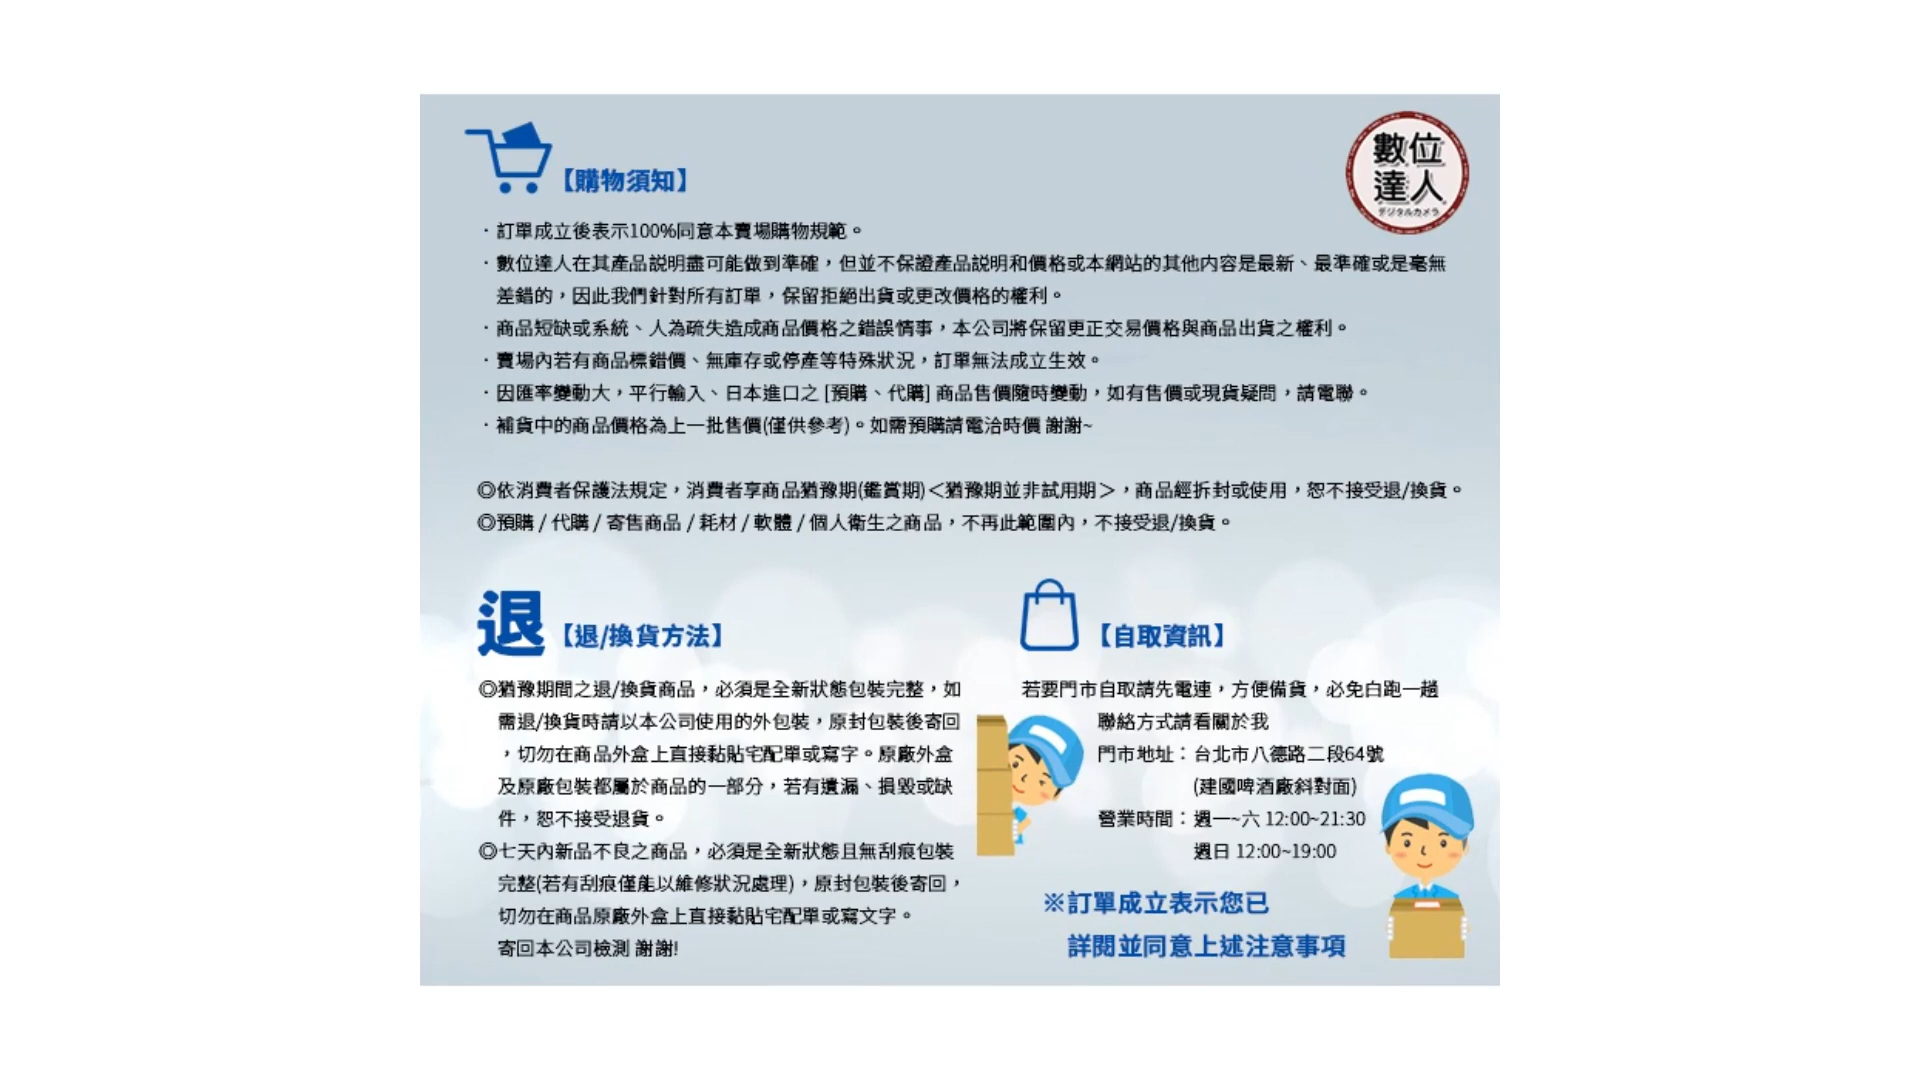 【購物須知】
數位
達人
デジタルカメラ
·訂單成立後表示100%同意本賣場購物規範。
·數位達人在其產品說明盡可能做到準確，但並不保證產品說明和價格或本網站的其他內容是最新、最準確或是毫無
差錯的，因此我們針對所有訂單，保留拒絕出貨或更改價格的權利。
·商品短缺或系統、人為疏失造成商品價格之錯誤情事，本公司將保留更正交易價格與商品出貨之權利。
·賣場內若有商品標錯價、無庫存或停產等特殊狀況，訂單無法成立生效。
·因匯率變動大，平行輸入、日本進口之 [預購、代購] 商品售價隨時變動，如有售價或現貨疑問，請電聯。
·補貨中的商品價格為上一批售價(僅供參考)。如需預購請電洽時價 謝謝~
◎依消費者保護法規定，消費者享商品猶豫期(鑑賞期)＜猶豫期並非試用期＞，商品經拆封或使用，恕不接受退/換貨。
◎預購 / 代購 / 寄售商品 / 耗材 / 軟體 / 個人衛生之商品，不再此範圍內，不接受退/換貨。
退【退/換貨方法】
◎猶豫期間之退/換貨商品，必須是全新狀態包裝完整，如
需退/換貨時請以本公司使用的外包裝，原封包裝後寄回
，切勿在商品外盒上直接黏貼宅配單或寫字。原廠外盒
及原廠包裝都屬於商品的一部分，若有遺漏、損毀或缺
件，恕不接受退貨。
◎七天內新品不良之商品，必須是全新狀態且無刮痕包裝
完整(若有刮痕僅能以維修狀況處理)，原封包裝後寄回，
切勿在商品原廠外盒上直接黏貼宅配單或寫文字。
寄回本公司檢測 謝謝!
【自取資訊】
若要門市自取請先電連，方便備貨，必免白跑一趟
聯絡方式請看關於我
門市地址：台北市八德路二段64號
(建國啤酒廠斜對面)
營業時間：週一~六 12:00~21:30
週日 12:00~19:00
※訂單成立表示您已
詳閱並同意上述注意事項